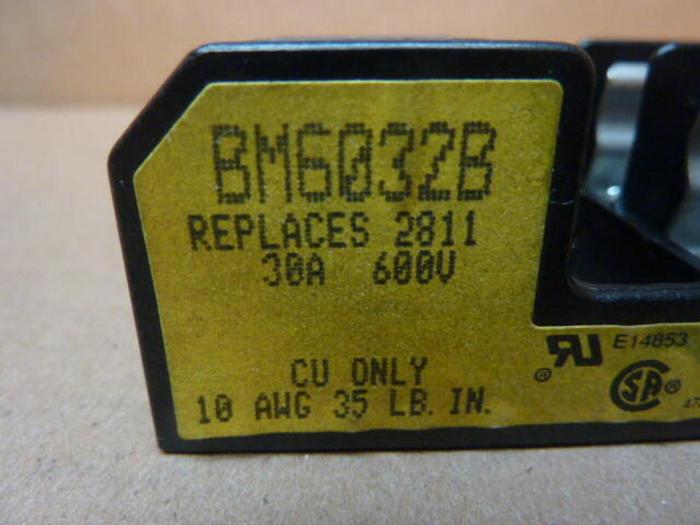 BM6032B
REPLACES 2811
30A 600V
CU ONLY
10 AWG 35 LB. IN.
E14853